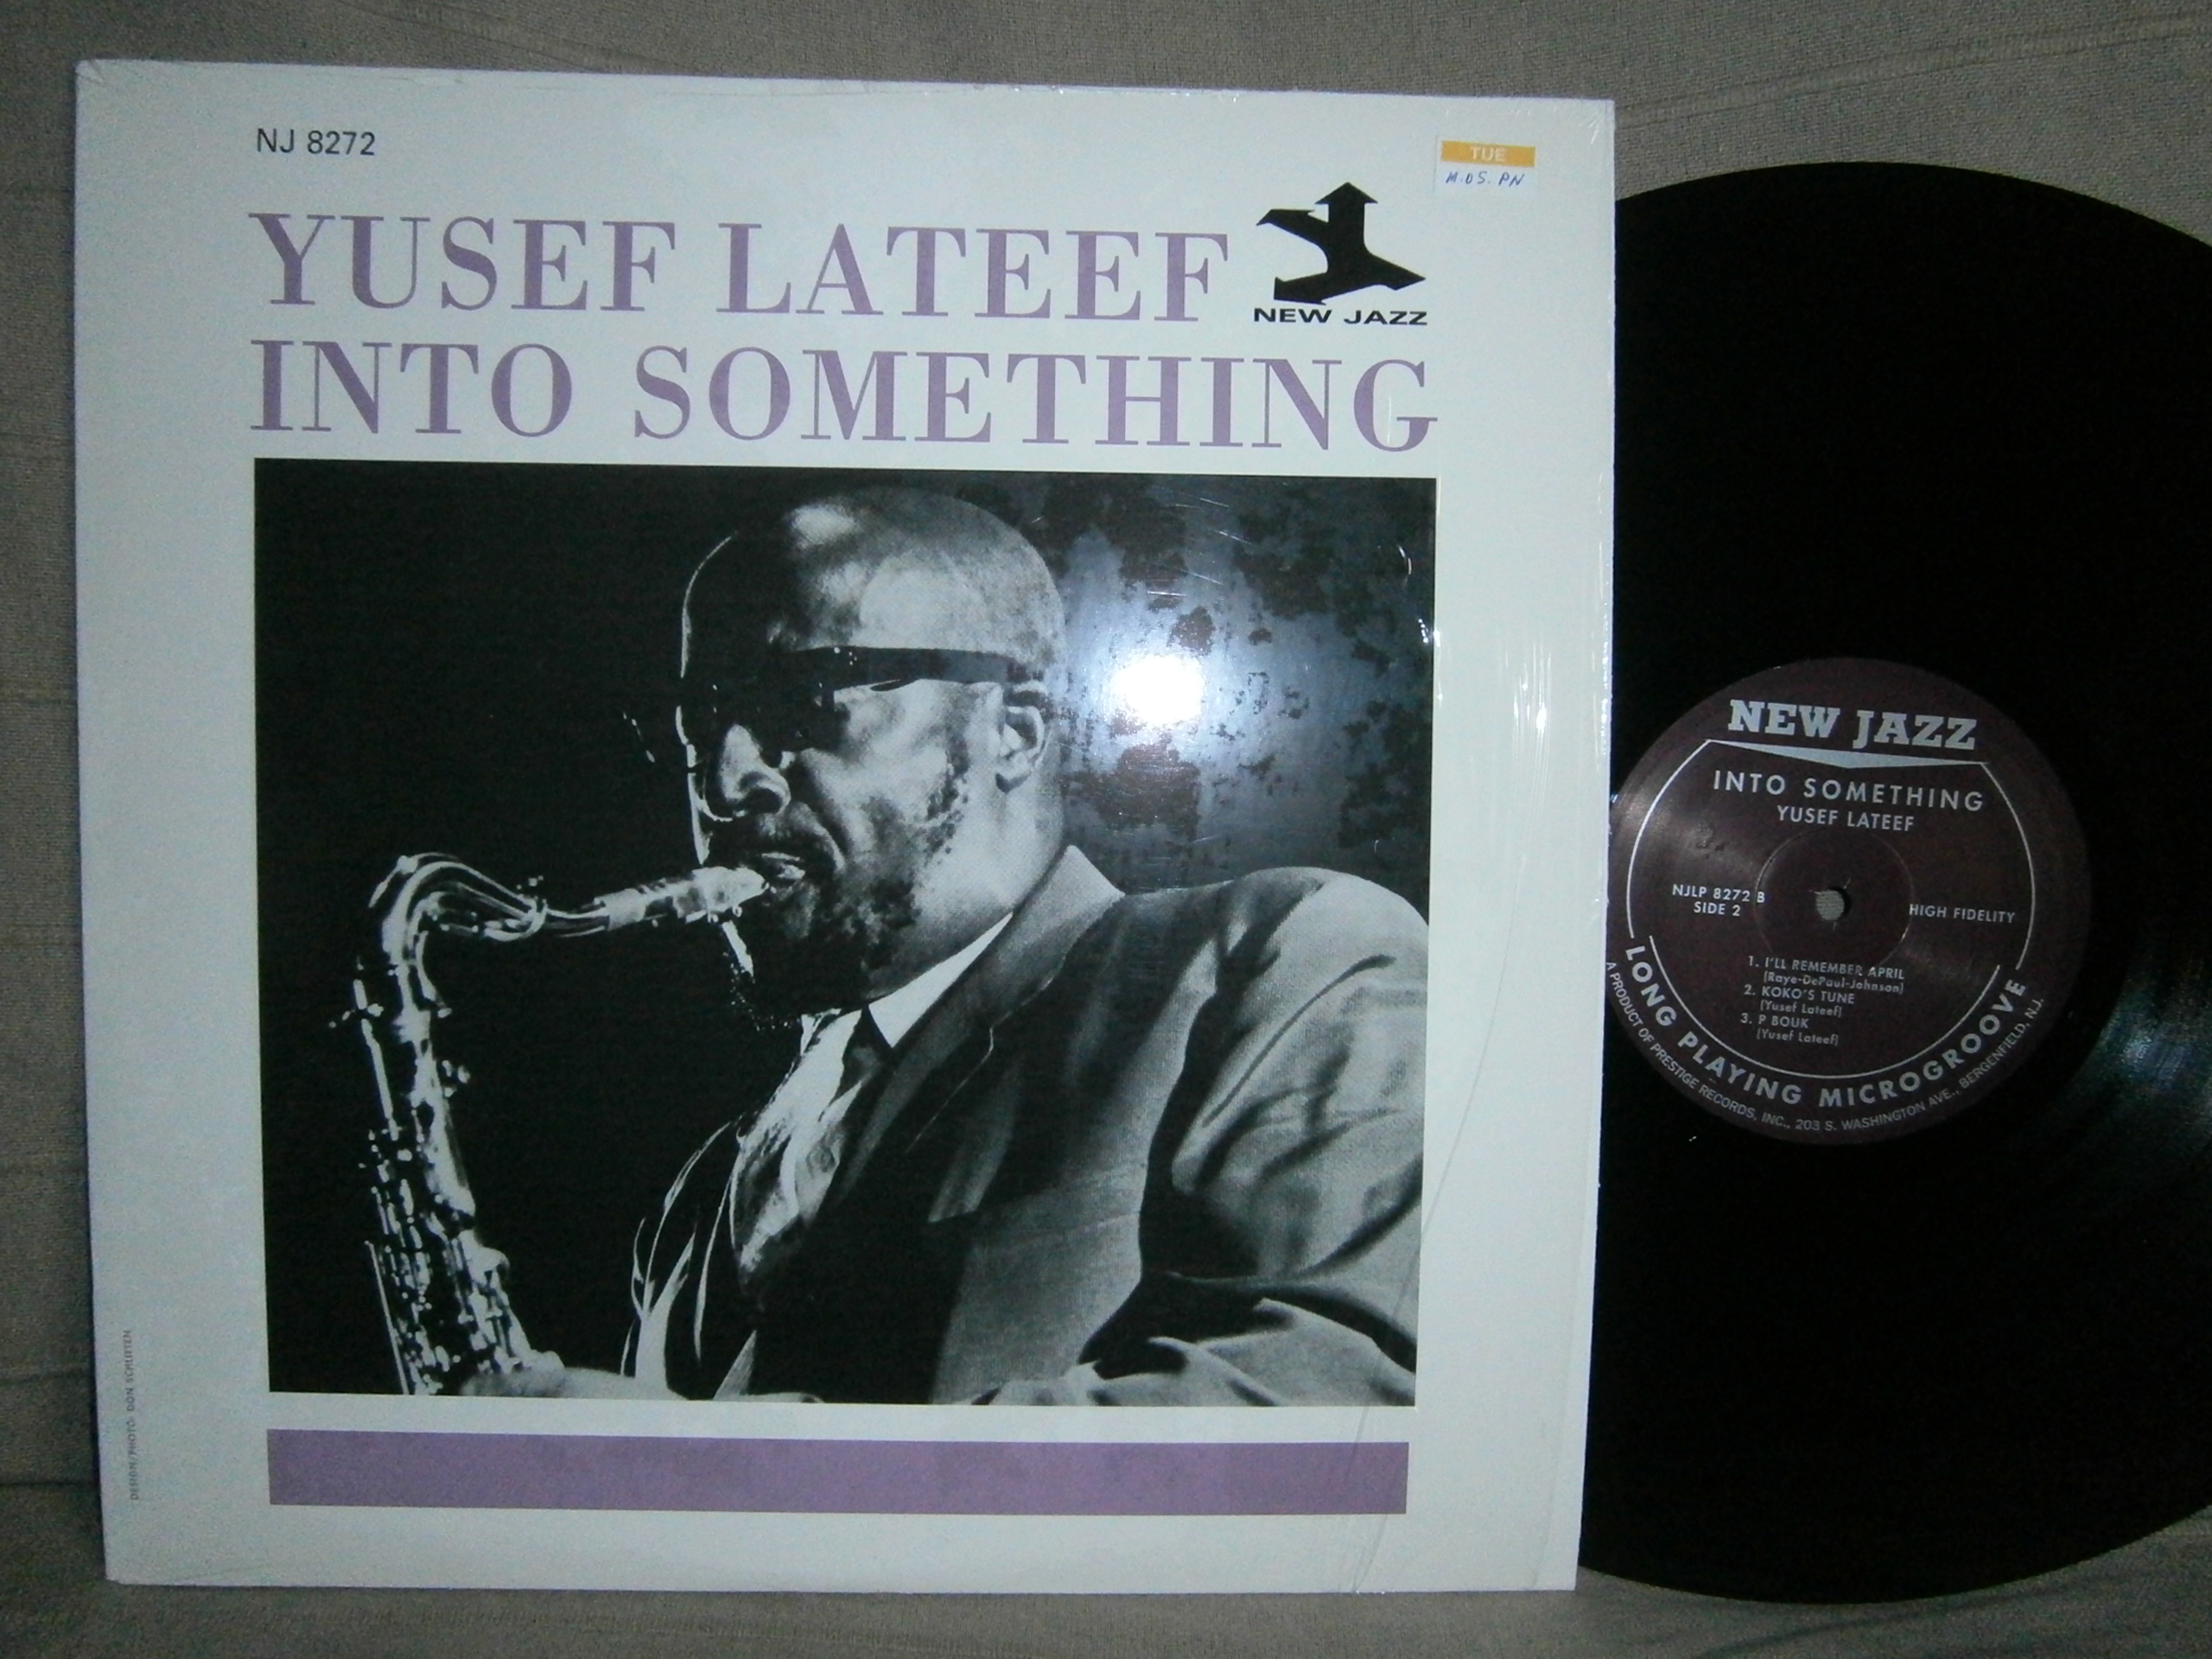 NJ 8272
TUE
M.OS. PN
YUSEF LATEEF
NEW JAZZ
INTO SOMETHING
DESIGN/PHOTO: DON SCHLITTEN
NEW JAZZ
INTO SOMETHING
YUSEF LATEEF
NJLP 8272 B
SIDE 2
HIGH FIDELITY
1. I'LL REMEMBER APRIL
(Raye-DePaul-Johnson)
2. KOKO'S TUNE
(Yusef Lateef)
3. P BOUK
(Yusef Lateef)
LONG PLAYING MICROGROOVE
A PRODUCT OF PRESTIGE RECORDS, INC., 203 S. WASHINGTON AVE., BERGENFIELD, N.J.